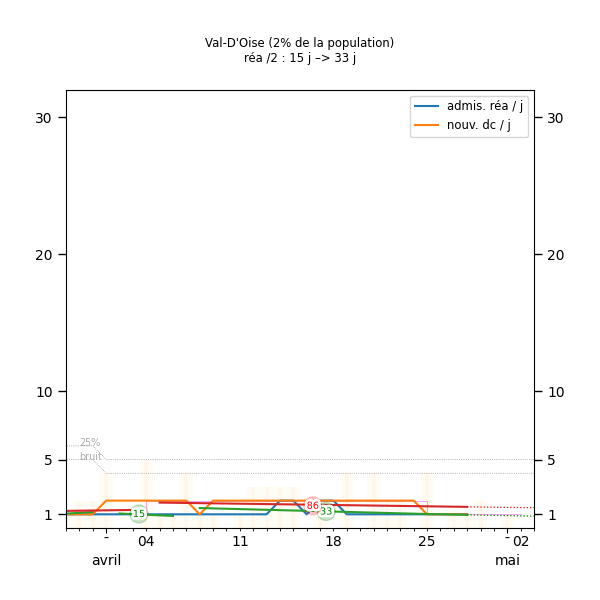 Val-D'Oise (2% de la population)
réa /2 : 15 j –> 33 j
admis. réa / j
nouv. dc / j
30 30
20 20
10 10
25%
bruit
5 5
86
15 33
1 1
04 11 18 25 02
avril mai